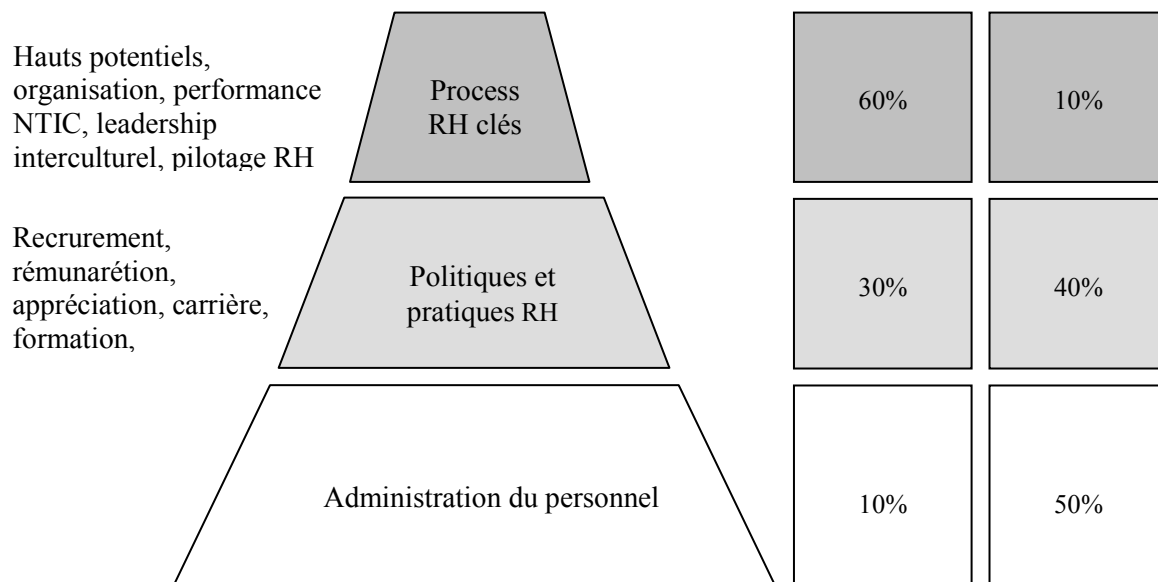 Hauts potentiels,
organisation, performance
NTIC, leadership
interculturel, pilotage RH
Process
RH clés
60%
10%
Recrurement,
rémunarétion,
appréciation, carrière,
formation,
Politiques et
pratiques RH
30%
40%
Administration du personnel
10%
50%